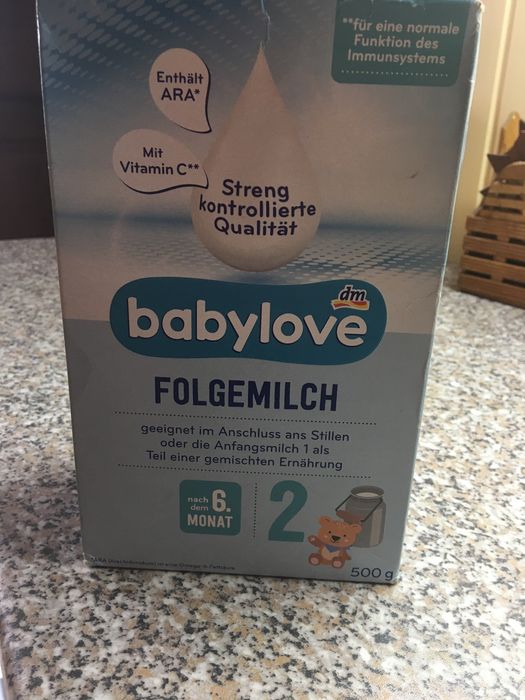 **für eine normale
Funktion des
Immunsystems
Enthält
ARA*
Mit
Vitamin C**
Streng
kontrollierte
Qualität
dm
babylove
FOLGEMILCH
geeignet im Anschluss ans Stillen
oder die Anfangsmilch 1 als
Teil einer gemischten Ernährung
nach
dem 6.
MONAT
2
500 g